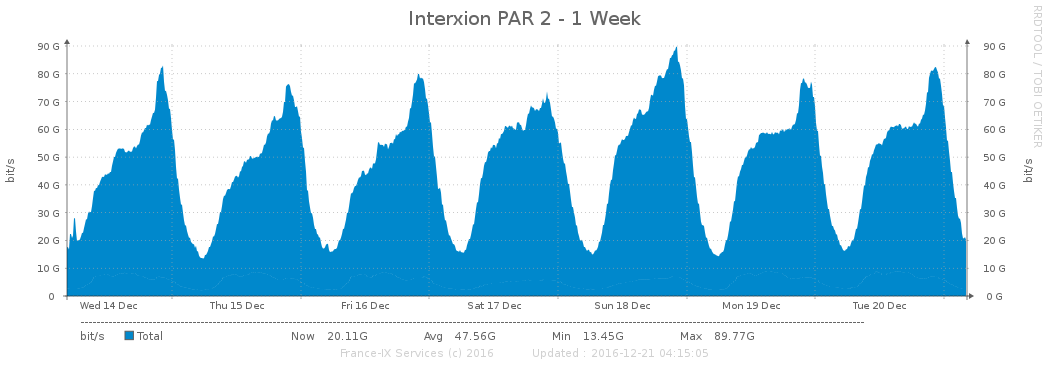 Interxion PAR 2 - 1 Week
RRDTOOL / TOBI OETIKER
bit/s
bit/s
90 G 90 G
80 G 80 G
70 G 70 G
60 G 60 G
50 G 50 G
40 G 40 G
30 G 30 G
20 G 20 G
10 G 10 G
0 0 G
Wed 14 Dec Thu 15 Dec Fri 16 Dec Sat 17 Dec Sun 18 Dec Mon 19 Dec Tue 20 Dec
bit/s Total Now 20.11G Avg 47.56G Min 13.45G Max 89.77G
France-IX Services (c) 2016 Updated : 2016-12-21 04:15:05